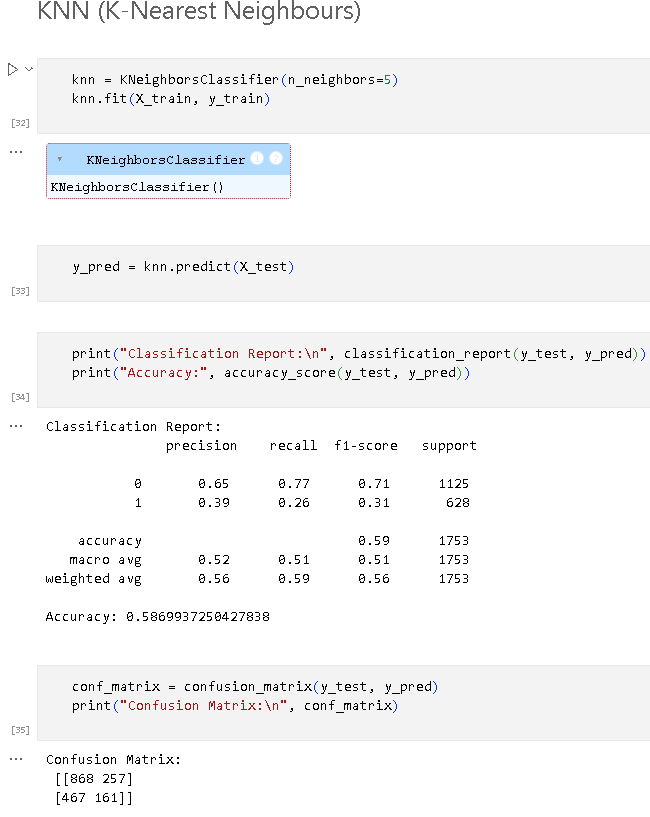 KNN (K-Nearest Neighbours)
knn = KNeighborsClassifier(n_neighbors=5)
knn.fit(X_train, y_train)
[32]
... KNeighborsClassifier i ?
KNeighborsClassifier()
y_pred = knn.predict(X_test)
[33]
print("Classification Report:\n", classification_report(y_test, y_pred))
print("Accuracy:", accuracy_score(y_test, y_pred))
[34]
... Classification Report:
precision recall f1-score support
0 0.65 0.77 0.71 1125
1 0.39 0.26 0.31 628
accuracy 0.59 1753
macro avg 0.52 0.51 0.51 1753
weighted avg 0.56 0.59 0.56 1753
Accuracy: 0.5869937250427838
conf_matrix = confusion_matrix(y_test, y_pred)
print("Confusion Matrix:\n", conf_matrix)
[35]
... Confusion Matrix:
[[868 257]
[467 161]]